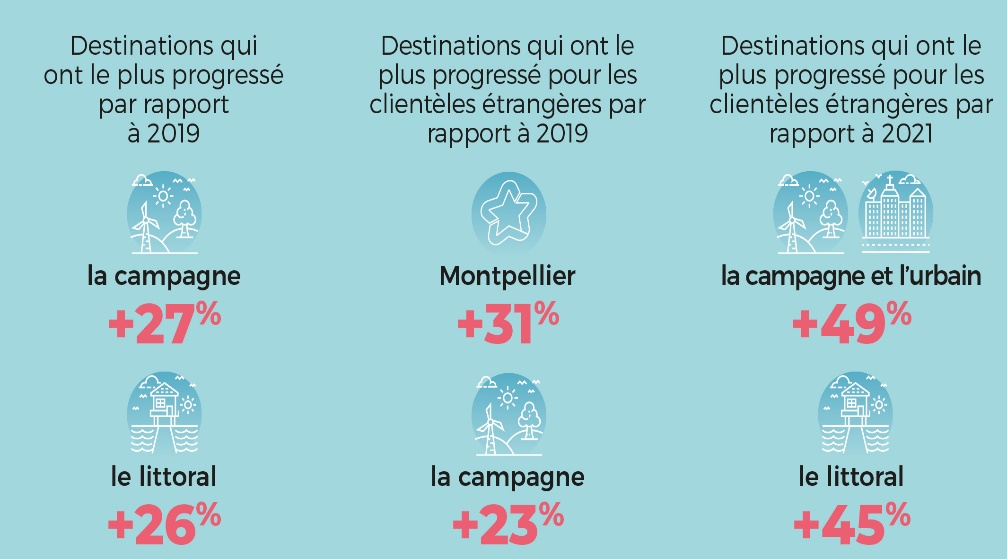 Destinations qui
ont le plus progressé
par rapport
à 2019
la campagne
+27%
le littoral
+26%
Destinations qui ont le
plus progressé pour les
clientèles étrangères par
rapport à 2019
Montpellier
+31%
la campagne
+23%
Destinations qui ont le
plus progressé pour les
clientèles étrangères par
rapport à 2021
la campagne et l'urbain
+49%
le littoral
+45%